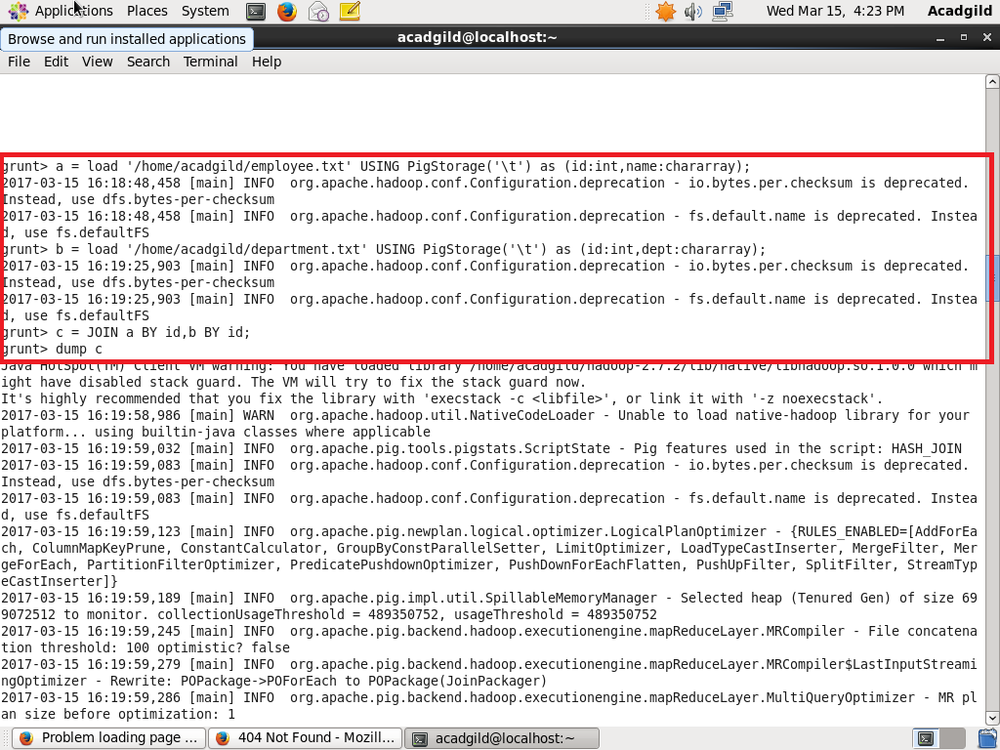 Applications Places System Wed Mar 15, 4:23 PM Acadgild
Browse and run installed applications
acadgild@localhost:~
File Edit View Search Terminal Help
grunt> a = load '/home/acadgild/employee.txt' USING PigStorage('\t') as (id:int,name:chararray);
2017-03-15 16:18:48,458 [main] INFO  org.apache.hadoop.conf.Configuration.deprecation - io.bytes.per.checksum is deprecated.
Instead, use dfs.bytes-per-checksum
2017-03-15 16:18:48,458 [main] INFO  org.apache.hadoop.conf.Configuration.deprecation - fs.default.name is deprecated. Instea
d, use fs.defaultFS
grunt> b = load '/home/acadgild/department.txt' USING PigStorage('\t') as (id:int,dept:chararray);
2017-03-15 16:19:25,903 [main] INFO  org.apache.hadoop.conf.Configuration.deprecation - io.bytes.per.checksum is deprecated.
Instead, use dfs.bytes-per-checksum
2017-03-15 16:19:25,903 [main] INFO  org.apache.hadoop.conf.Configuration.deprecation - fs.default.name is deprecated. Instea
d, use fs.defaultFS
grunt> c = JOIN a BY id,b BY id;
grunt> dump c
Java HotSpot(TM) Client VM warning: You have loaded library /home/acadgild/hadoop-2.7.2/lib/native/libhadoop.so.1.0.0 which m
ight have disabled stack guard. The VM will try to fix the stack guard now.
It's highly recommended that you fix the library with 'execstack -c <libfile>', or link it with '-z noexecstack'.
2017-03-15 16:19:58,986 [main] WARN  org.apache.hadoop.util.NativeCodeLoader - Unable to load native-hadoop library for your
platform... using builtin-java classes where applicable
2017-03-15 16:19:59,032 [main] INFO  org.apache.pig.tools.pigstats.ScriptState - Pig features used in the script: HASH_JOIN
2017-03-15 16:19:59,083 [main] INFO  org.apache.hadoop.conf.Configuration.deprecation - io.bytes.per.checksum is deprecated.
Instead, use dfs.bytes-per-checksum
2017-03-15 16:19:59,083 [main] INFO  org.apache.hadoop.conf.Configuration.deprecation - fs.default.name is deprecated. Instea
d, use fs.defaultFS
2017-03-15 16:19:59,123 [main] INFO  org.apache.pig.newplan.logical.optimizer.LogicalPlanOptimizer - {RULES_ENABLED=[AddForEa
ch, ColumnMapKeyPrune, ConstantCalculator, GroupByConstParallelSetter, LimitOptimizer, LoadTypeCastInserter, MergeFilter, Mer
geForEach, PartitionFilterOptimizer, PredicatePushdownOptimizer, PushDownForEachFlatten, PushUpFilter, SplitFilter, StreamTyp
eCastInserter]}
2017-03-15 16:19:59,189 [main] INFO  org.apache.pig.impl.util.SpillableMemoryManager - Selected heap (Tenured Gen) of size 69
9072512 to monitor. collectionUsageThreshold = 489350752, usageThreshold = 489350752
2017-03-15 16:19:59,245 [main] INFO  org.apache.pig.backend.hadoop.executionengine.mapReduceLayer.MRCompiler - File concatena
tion threshold: 100 optimistic? false
2017-03-15 16:19:59,279 [main] INFO  org.apache.pig.backend.hadoop.executionengine.mapReduceLayer.MRCompiler$LastInputStreami
ngOptimizer - Rewrite: POPackage->POForEach to POPackage(JoinPackager)
2017-03-15 16:19:59,286 [main] INFO  org.apache.pig.backend.hadoop.executionengine.mapReduceLayer.MultiQueryOptimizer - MR pl
an size before optimization: 1
Problem loading page ... 404 Not Found - Mozill... acadgild@localhost:~